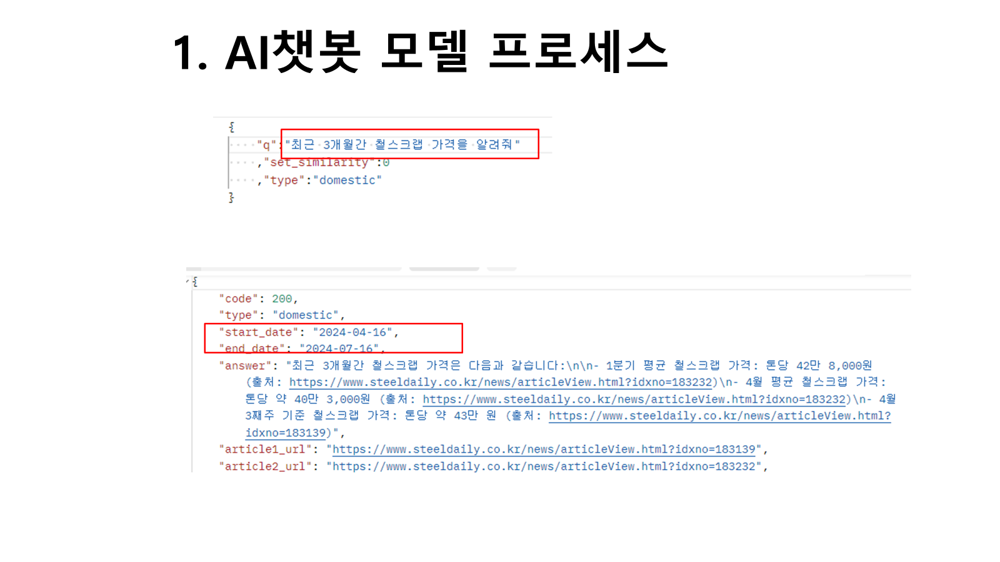 1. AI챗봇 모델 프로세스
{
"q":"최근 3개월간 철스크랩 가격을 알려줘"
,"set_similarity":0
,"type":"domestic"
}
{
"code": 200,
"type": "domestic",
"start_date": "2024-04-16",
"end_date": "2024-07-16",
"answer": "최근 3개월간 철스크랩 가격은 다음과 같습니다:\n\n- 1분기 평균 철스크랩 가격: 톤당 42만 8,000원
(출처: https://www.steeldaily.co.kr/news/articleView.html?idxno=183232)\n- 4월 평균 철스크랩 가격:
톤당 약 40만 3,000원 (출처: https://www.steeldaily.co.kr/news/articleView.html?idxno=183232)\n- 4월
3째주 기준 철스크랩 가격: 톤당 약 43만 원 (출처: https://www.steeldaily.co.kr/news/articleView.html?
idxno=183139)",
"article1_url": "https://www.steeldaily.co.kr/news/articleView.html?idxno=183139",
"article2_url": "https://www.steeldaily.co.kr/news/articleView.html?idxno=183232",